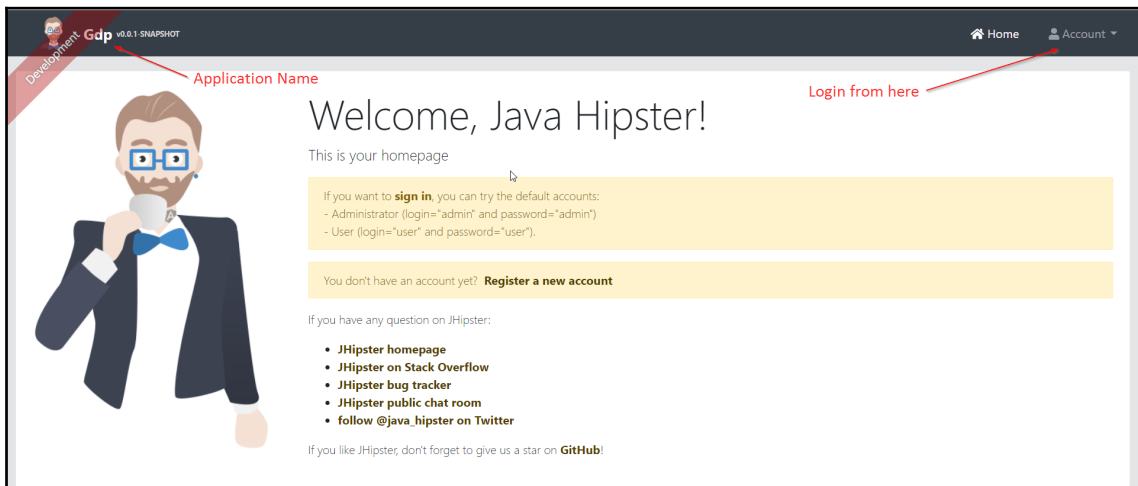 Development
Gdp v0.0.1-SNAPSHOT
Home
Account
Application Name
Login from here
Welcome, Java Hipster!
This is your homepage
If you want to sign in, you can try the default accounts:
- Administrator (login="admin" and password="admin")
- User (login="user" and password="user").
You don't have an account yet? Register a new account
If you have any question on JHipster:
• JHipster homepage
• JHipster on Stack Overflow
• JHipster bug tracker
• JHipster public chat room
• follow @java_hipster on Twitter
If you like JHipster, don't forget to give us a star on GitHub!